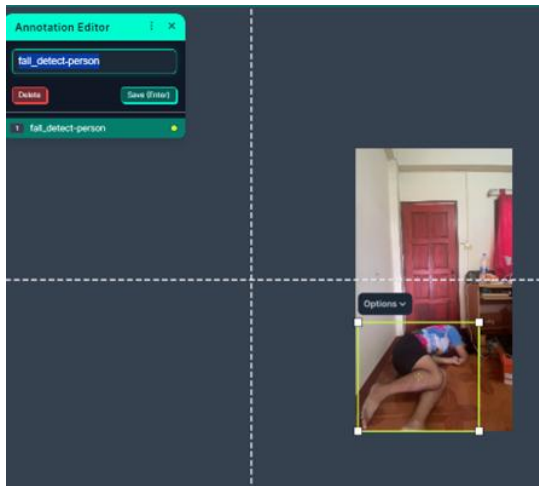 Annotation Editor
fall_detect-person
Delete
Save (Enter)
1 fall_detect-person
Options